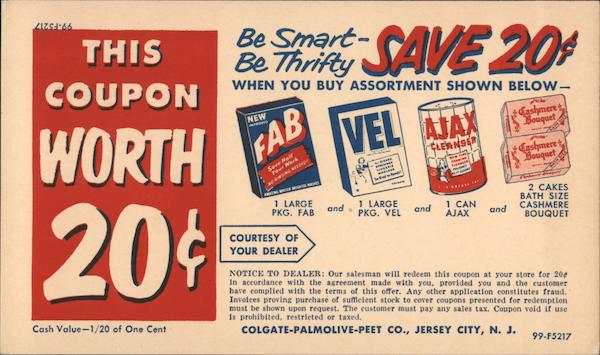 99-F5217
THIS
COUPON
WORTH
20¢
Cash Value—1/20 of One Cent
Be Smart-
Be Thrifty
SAVE 20¢
WHEN YOU BUY ASSORTMENT SHOWN BELOW—
NEW
FAB
Save Half
Your Work
VEL
AJAX
CLEANSER
Cashmere
Bouquet
Cashmere
Bouquet
1 LARGE
PKG. FAB
and
1 LARGE
PKG. VEL
and
1 CAN
AJAX
and
2 CAKES
BATH SIZE
CASHMERE
BOUQUET
COURTESY OF
YOUR DEALER
NOTICE TO DEALER: Our salesman will redeem this coupon at your store for 20¢
in accordance with the agreement made with you, provided you and the customer
have complied with the terms of this offer. Any other application constitutes fraud.
Invoices proving purchase of sufficient stock to cover coupons presented for redemption
must be shown upon request. The customer must pay any sales tax. Coupon void if use
is prohibited, restricted or taxed.
COLGATE-PALMOLIVE-PEET CO., JERSEY CITY, N. J.
99-F5217